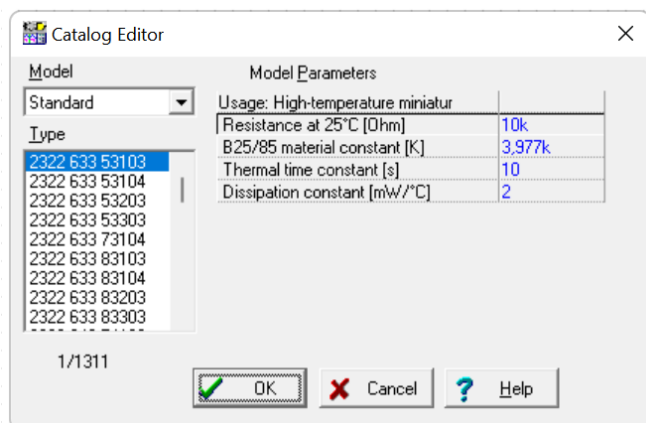 Catalog Editor
Model
Model Parameters
Standard
Usage: High-temperature miniatur
Resistance at 25°C [Ohm] 10k
B25/85 material constant [K] 3,977k
Thermal time constant [s] 10
Dissipation constant [mW/°C] 2
Type
2322 633 53103
2322 633 53104
2322 633 53203
2322 633 53303
2322 633 73104
2322 633 83103
2322 633 83104
2322 633 83203
2322 633 83303
1/1311
OK
Cancel
? Help